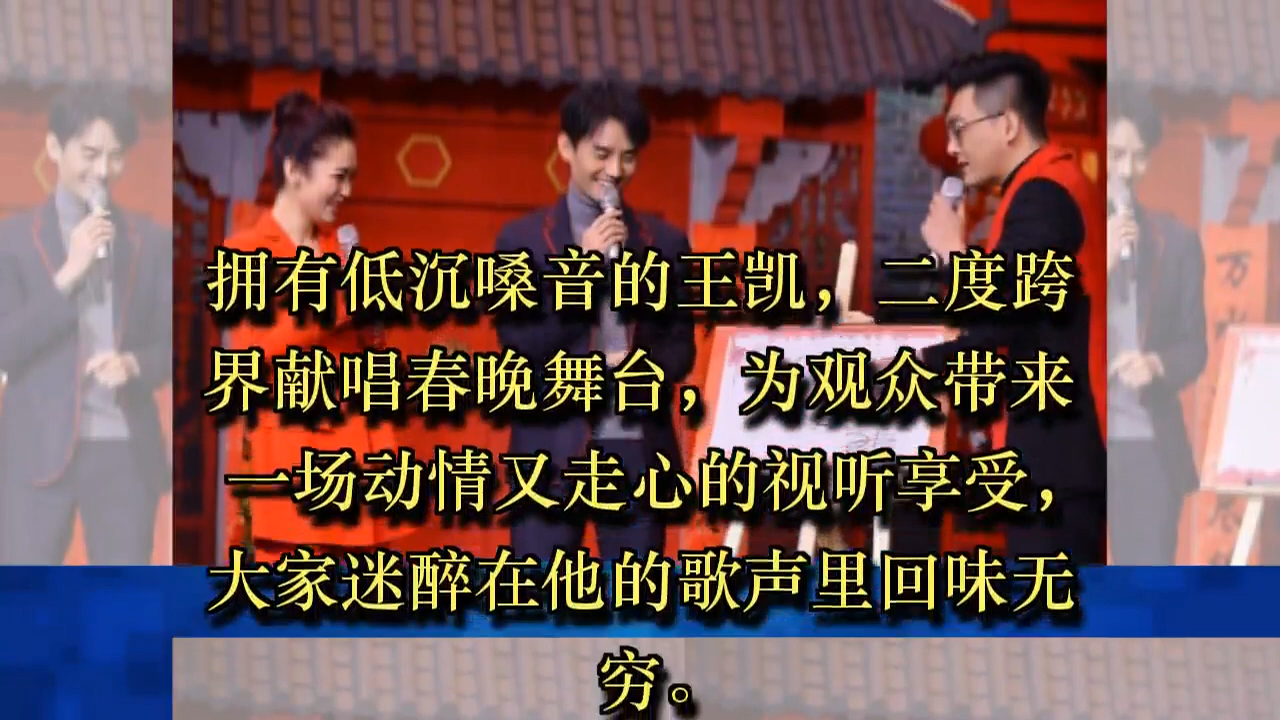 拥有低沉嗓音的王凯，二度跨
界献唱春晚舞台，为观众带来
一场动情又走心的视听享受，
大家迷醉在他的歌声里回味无
穷。
万